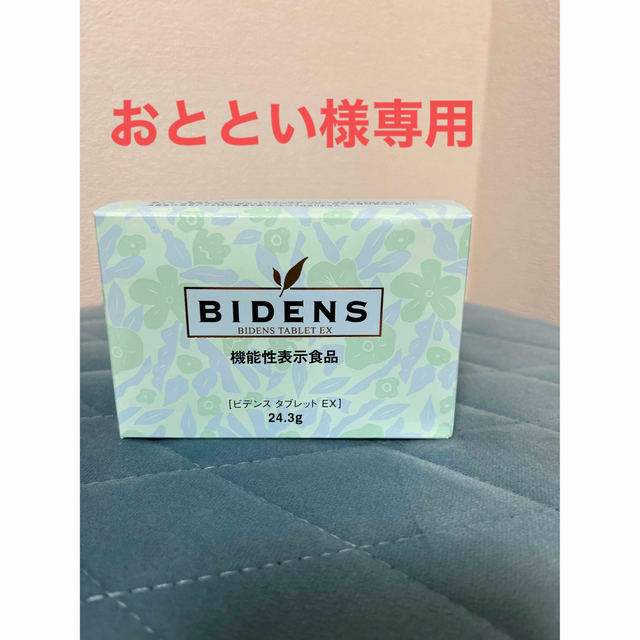 おととい様専用
BIDENS
BIDENS TABLET EX
機能性表示食品
[ビデンス タブレット EX]
24.3g